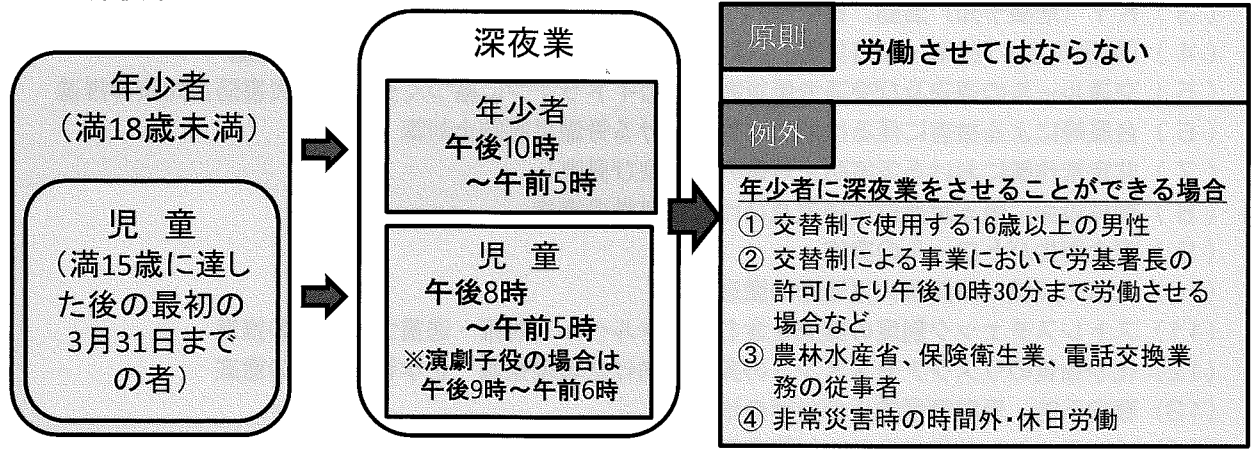 年少者
(満18歳未満)
児 童
(満15歳に達し
た後の最初の
3月31日まで
の者)
深夜業
年少者
午後10時
～午前5時
児 童
午後8時
～午前5時
※演劇子役の場合は
午後9時～午前6時
原則
労働させてはならない
例外
年少者に深夜業をさせることができる場合
① 交替制で使用する16歳以上の男性
② 交替制による事業において労基署長の
許可により午後10時30分まで労働させる
場合など
③ 農林水産省、保険衛生業、電話交換業
務の従事者
④ 非常災害時の時間外・休日労働